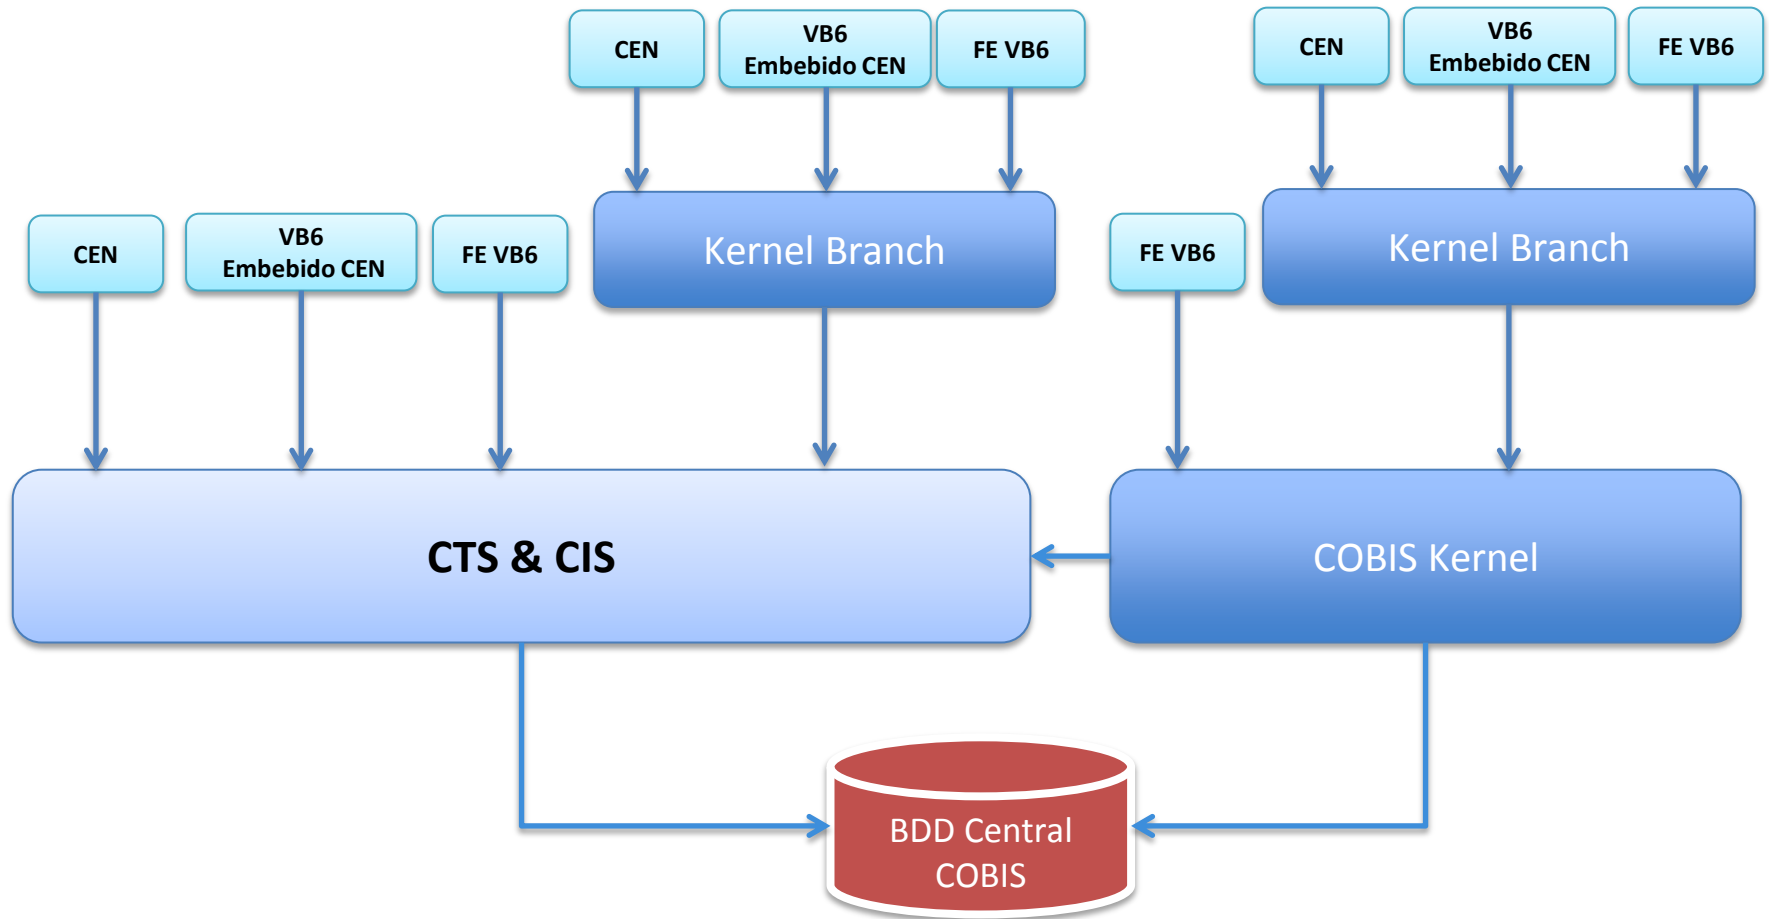 CEN
VB6
Embebido CEN
FE VB6
CEN
VB6
Embebido CEN
FE VB6
Kernel Branch
Kernel Branch
CEN
VB6
Embebido CEN
FE VB6
FE VB6
CTS & CIS
COBIS Kernel
BDD Central
COBIS